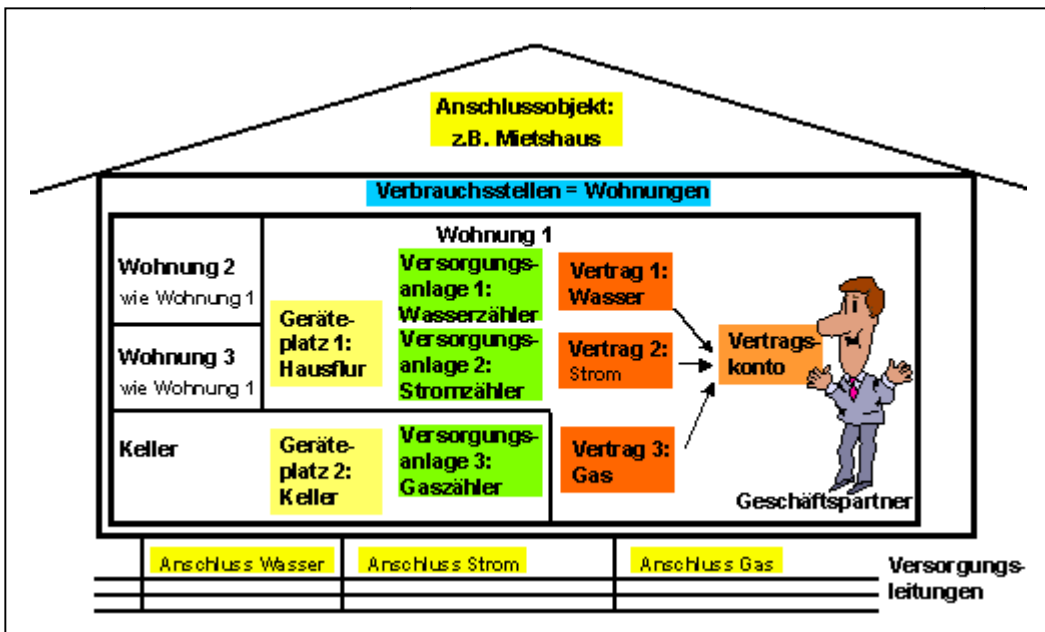 Anschlussobjekt:
z.B. Mietshaus
Verbrauchsstellen = Wohnungen
Wohnung 1
Wohnung 2
wie Wohnung 1
Wohnung 3
wie Wohnung 1
Keller
Geräte-
platz 1:
Hausflur
Geräte-
platz 2:
Keller
Versorgungs-
anlage 1:
Wasserzähler
Versorgungs-
anlage 2:
Stromzähler
Versorgungs-
anlage 3:
Gaszähler
Vertrag 1:
Wasser
Vertrag 2:
Strom
Vertrag 3:
Gas
Vertrags-
konto
Geschäftspartner
Anschluss Wasser
Anschluss Strom
Anschluss Gas
Versorgungs-
leitungen